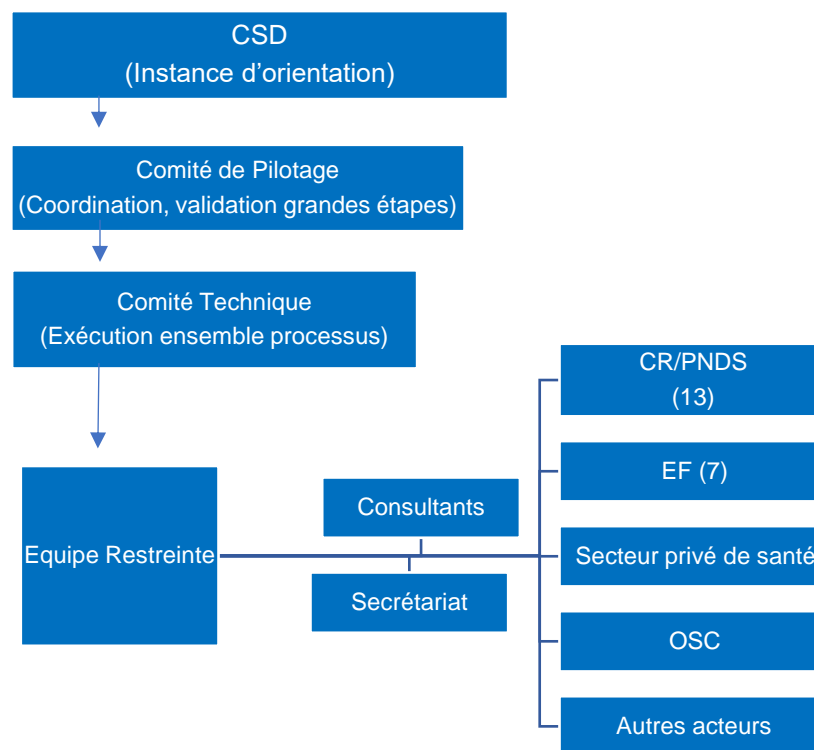 CSD
(Instance d’orientation)
Comité de Pilotage
(Coordination, validation grandes étapes)
Comité Technique
(Exécution ensemble processus)
CR/PNDS
(13)
EF (7)
Consultants
Equipe Restreinte
Secteur privé de santé
Secrétariat
OSC
Autres acteurs